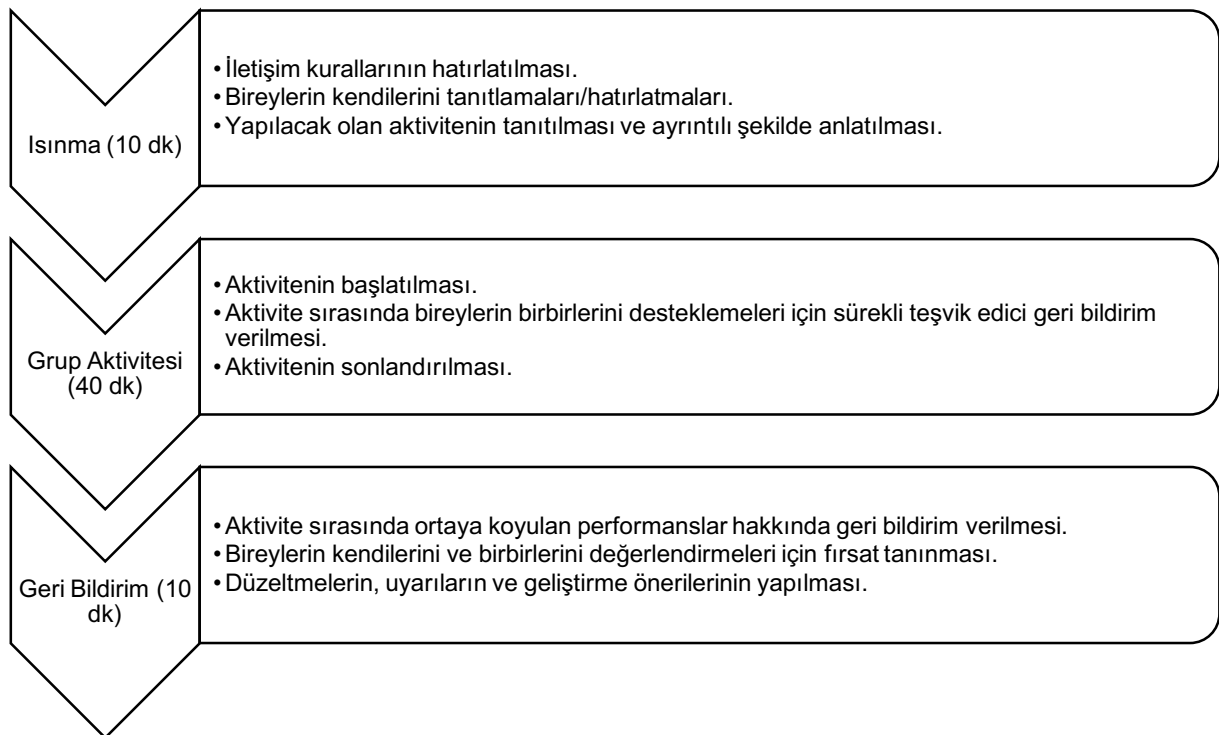 Isınma (10 dk)
•İletişim kurallarının hatırlatılması.
•Bireylerin kendilerini tanıtlamaları/hatırlatmaları.
•Yapılacak olan aktivitenin tanıtılması ve ayrıntılı şekilde anlatılması.
Grup Aktivitesi
(40 dk)
•Aktivitenin başlatılması.
•Aktivite sırasında bireylerin birbirlerini desteklemeleri için sürekli teşvik edici geri bildirim
verilmesi.
•Aktivitenin sonlandırılması.
Geri Bildirim (10
dk)
•Aktivite sırasında ortaya koyulan performanslar hakkında geri bildirim verilmesi.
•Bireylerin kendilerini ve birbirlerini değerlendirmeleri için fırsat tanınması.
•Düzeltmelerin, uyarıların ve geliştirme önerilerinin yapılması.